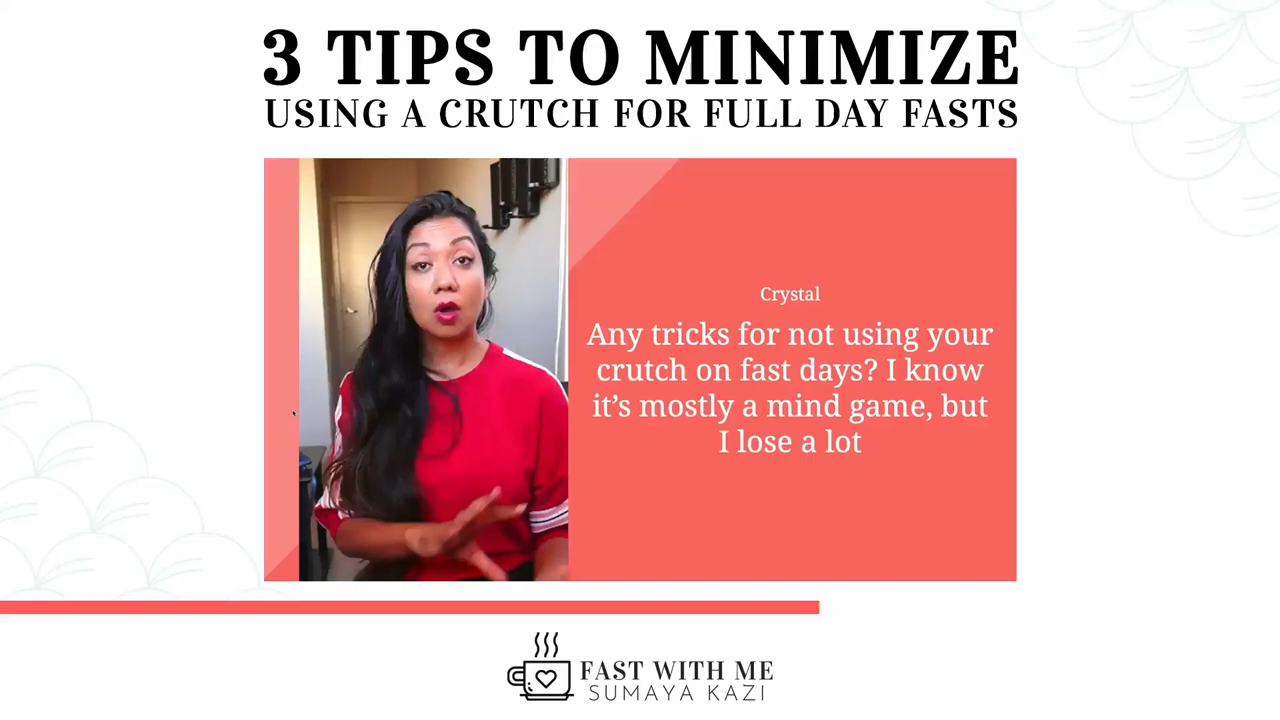 3 TIPS TO MINIMIZE
USING A CRUTCH FOR FULL DAY FASTS
Crystal
Any tricks for not using your
crutch on fast days? I know
it’s mostly a mind game, but
I lose a lot
FAST WITH ME
SUMAYA KAZI